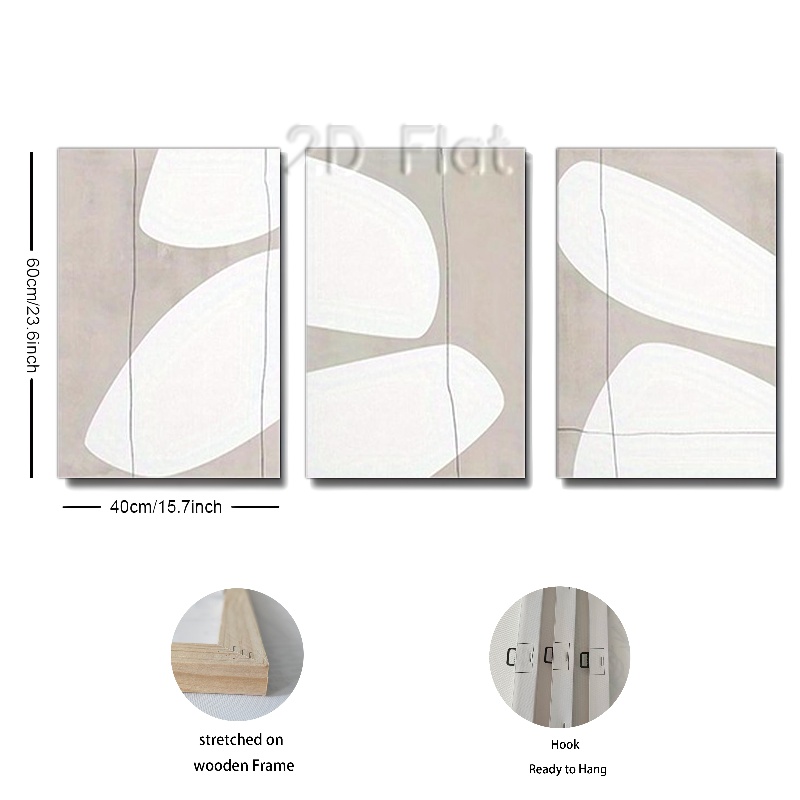 2D Flat
60cm/23.6inch
40cm/15.7inch
stretched on
wooden Frame
Hook
Ready to Hang